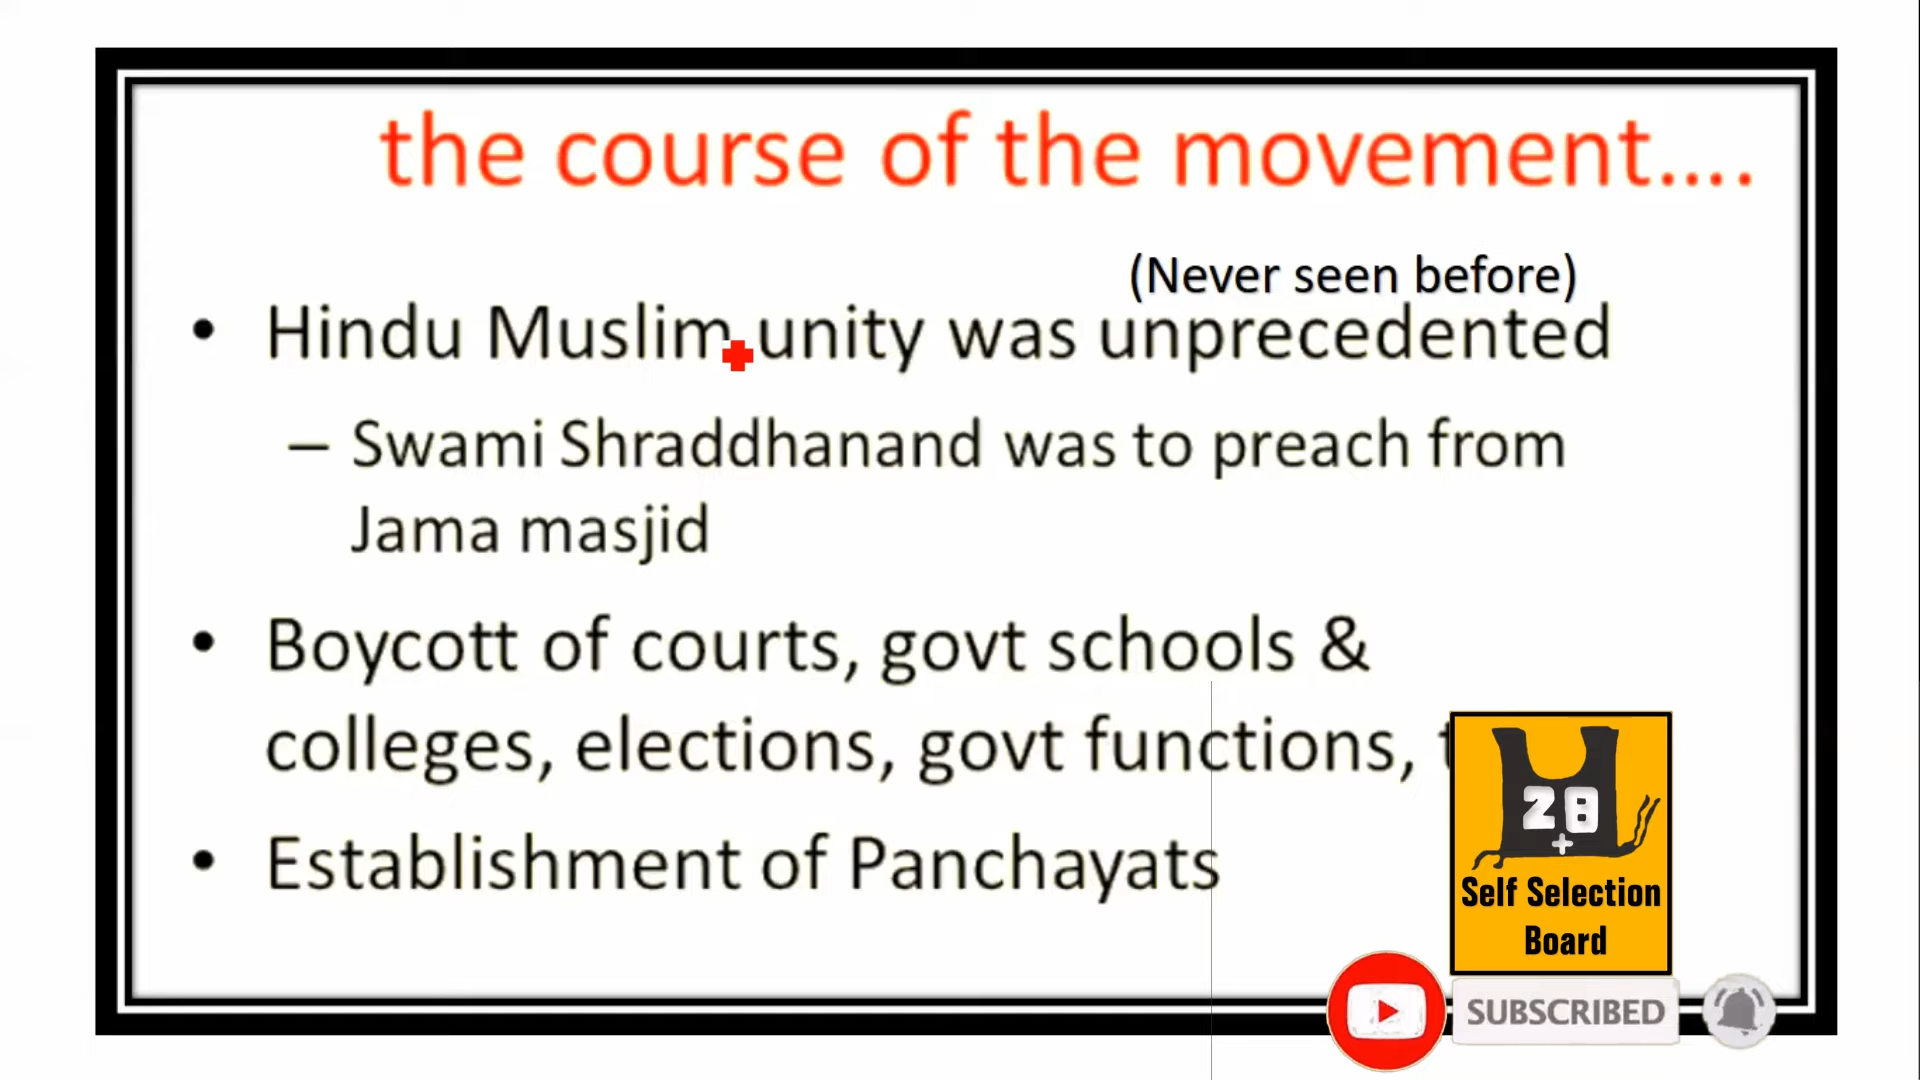 the course of the movement....
(Never seen before)
• Hindu Muslim unity was unprecedented
– Swami Shraddhanand was to preach from
Jama masjid
• Boycott of courts, govt schools &
colleges, elections, govt functions,
• Establishment of Panchayats
28
+
Self Selection
Board
SUBSCRIBED